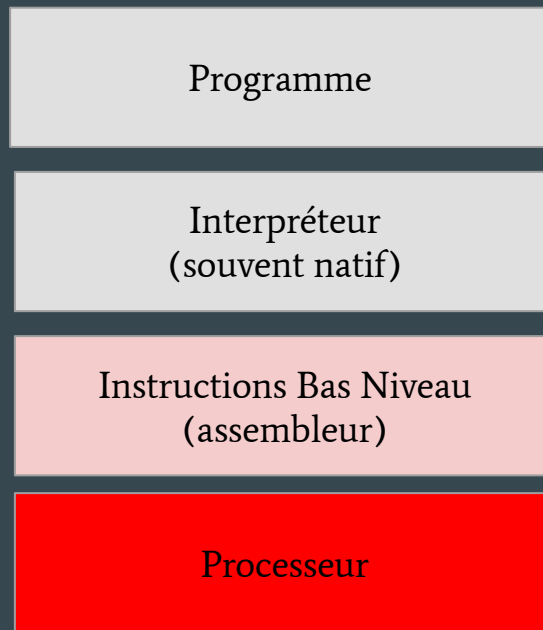 Programme
Interpréteur
(souvent natif)
Instructions Bas Niveau
(assembleur)
Processeur